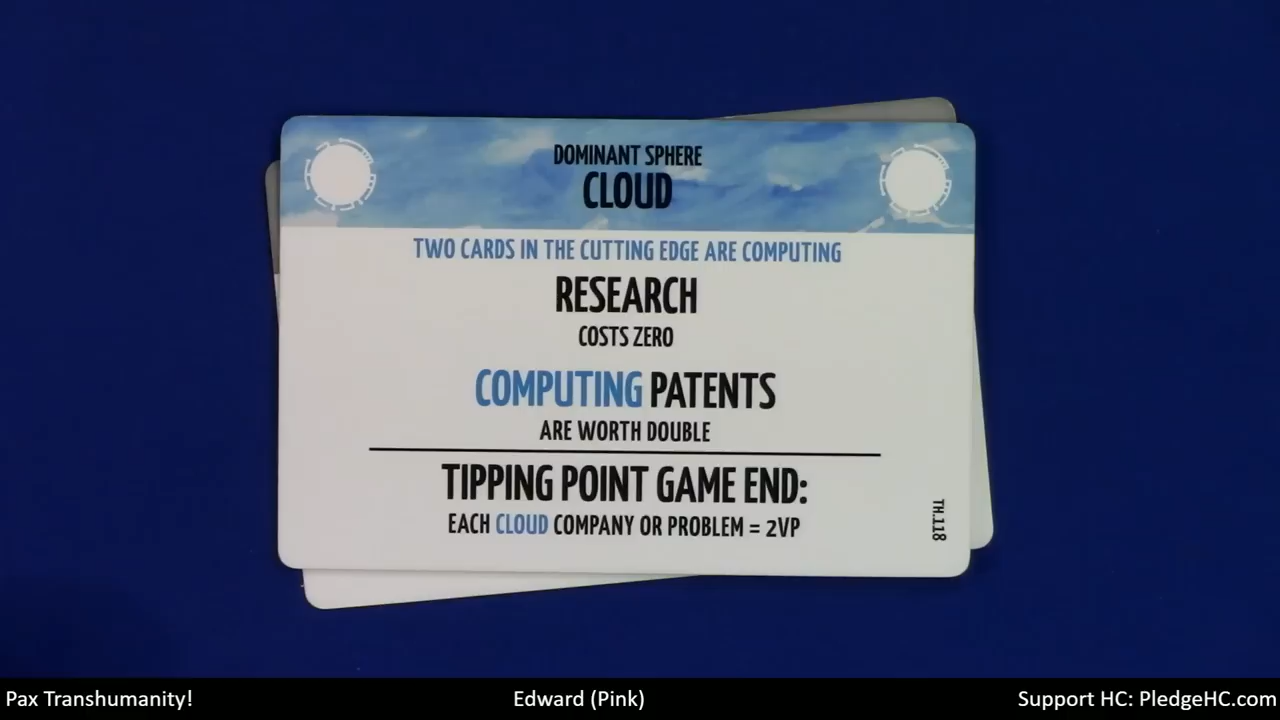 DOMINANT SPHERE
CLOUD
TWO CARDS IN THE CUTTING EDGE ARE COMPUTING
RESEARCH
COSTS ZERO
COMPUTING PATENTS
ARE WORTH DOUBLE
TIPPING POINT GAME END:
EACH CLOUD COMPANY OR PROBLEM = 2VP
TH.118
Pax Transhumanity! Edward (Pink) Support HC: PledgeHC.com